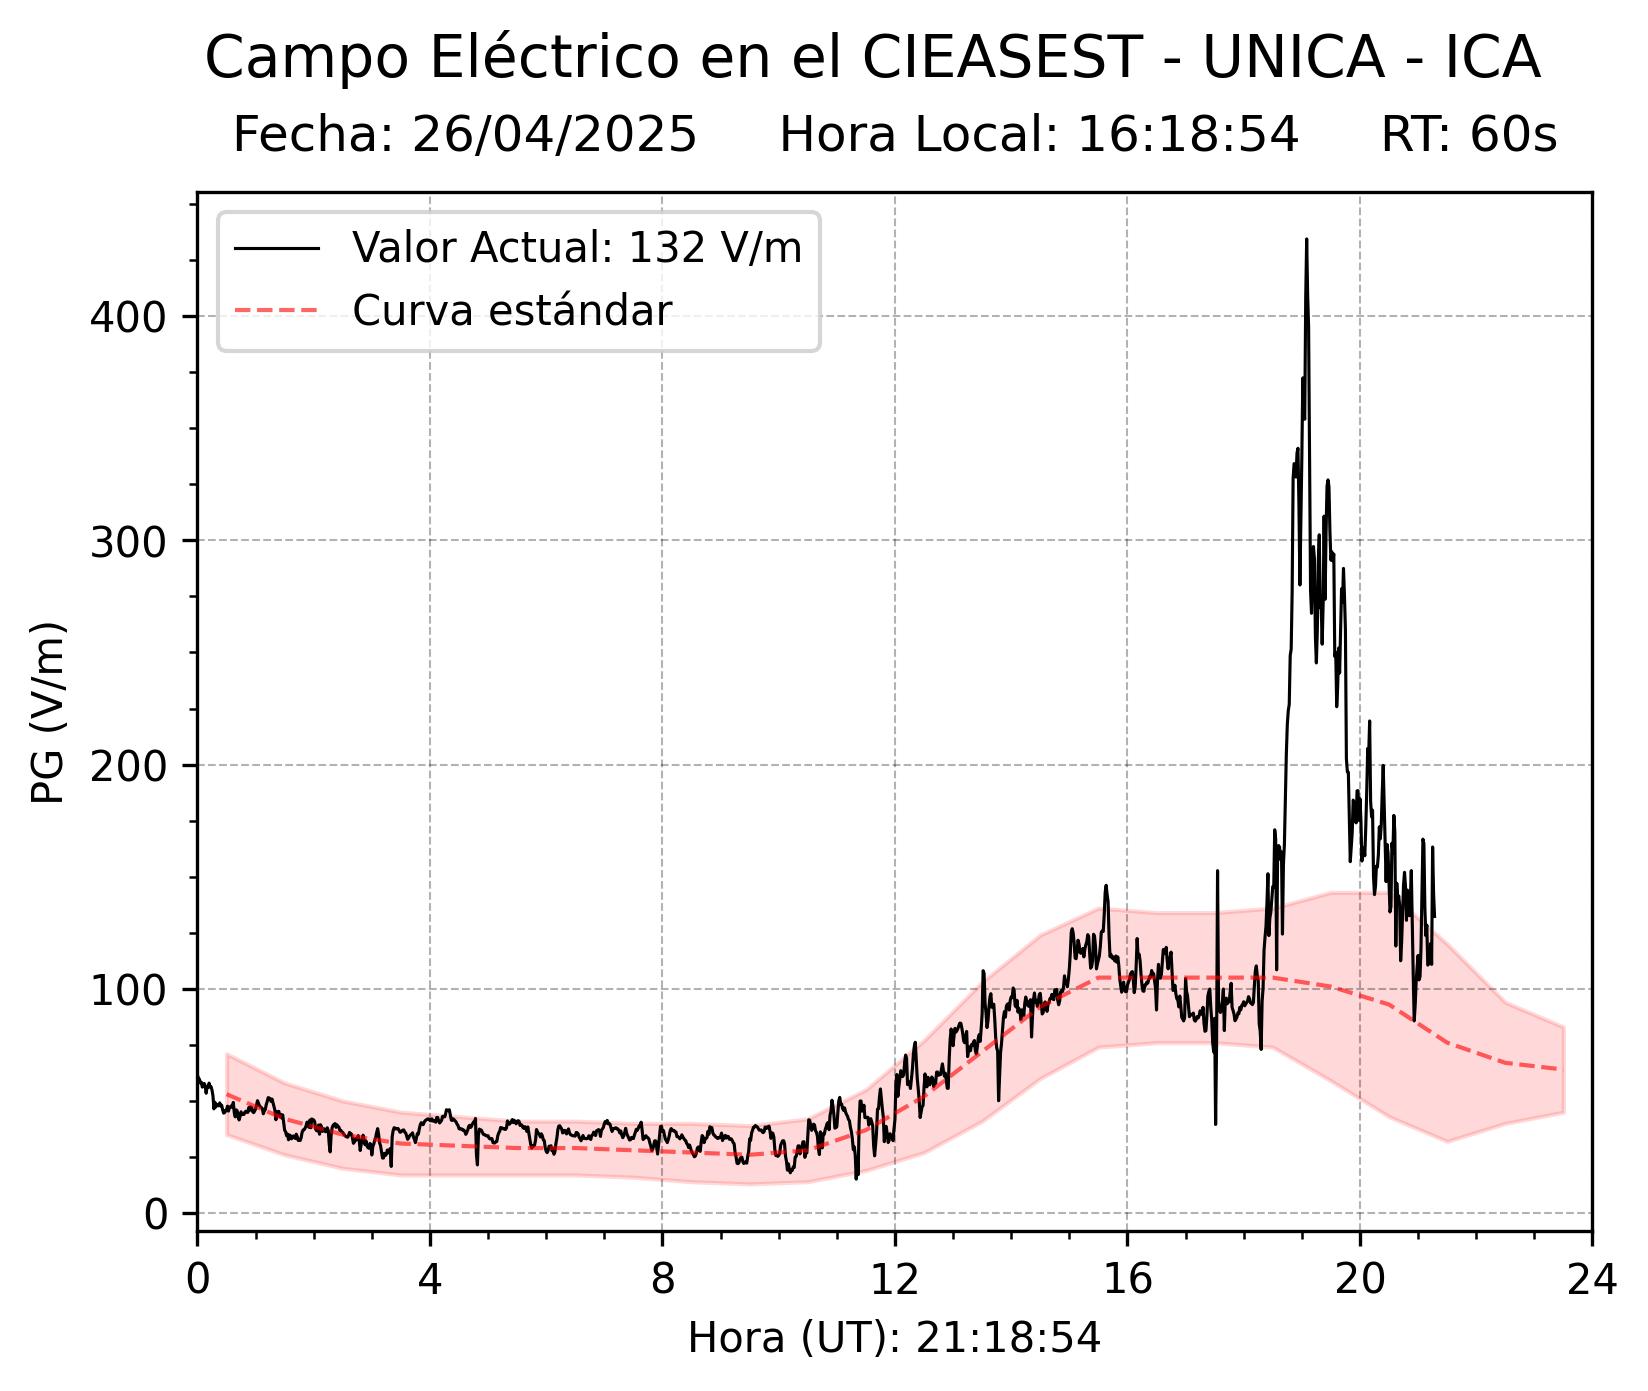 Campo Eléctrico en el CIEASEST - UNICA - ICA
Fecha: 26/04/2025 Hora Local: 16:18:54 RT: 60s
Valor Actual: 132 V/m
Curva estándar
PG (V/m)
400
300
200
100
0
0 4 8 12 16 20 24
Hora (UT): 21:18:54